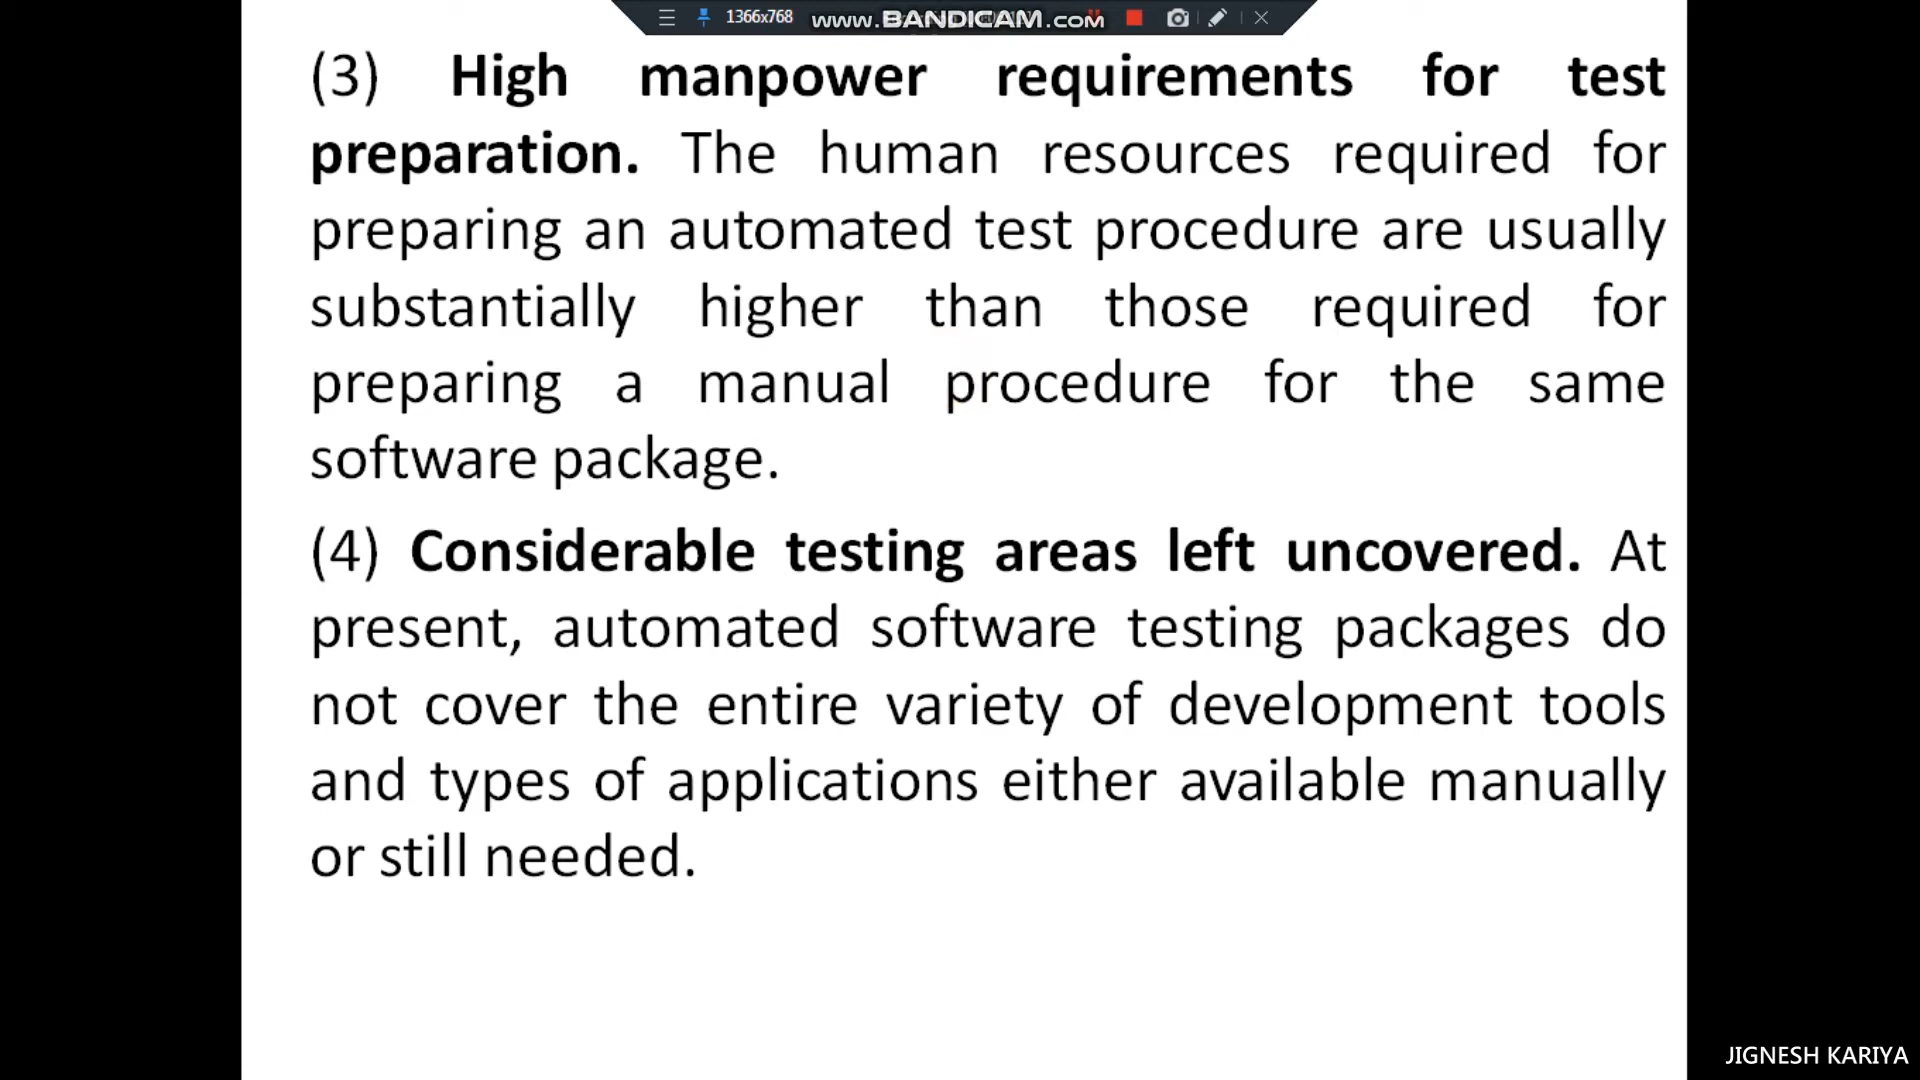 1366x768
www.BANDICAM.com
(3) High manpower requirements for test
preparation. The human resources required for
preparing an automated test procedure are usually
substantially higher than those required for
preparing a manual procedure for the same
software package.
(4) Considerable testing areas left uncovered. At
present, automated software testing packages do
not cover the entire variety of development tools
and types of applications either available manually
or still needed.
JIGNESH KARIYA